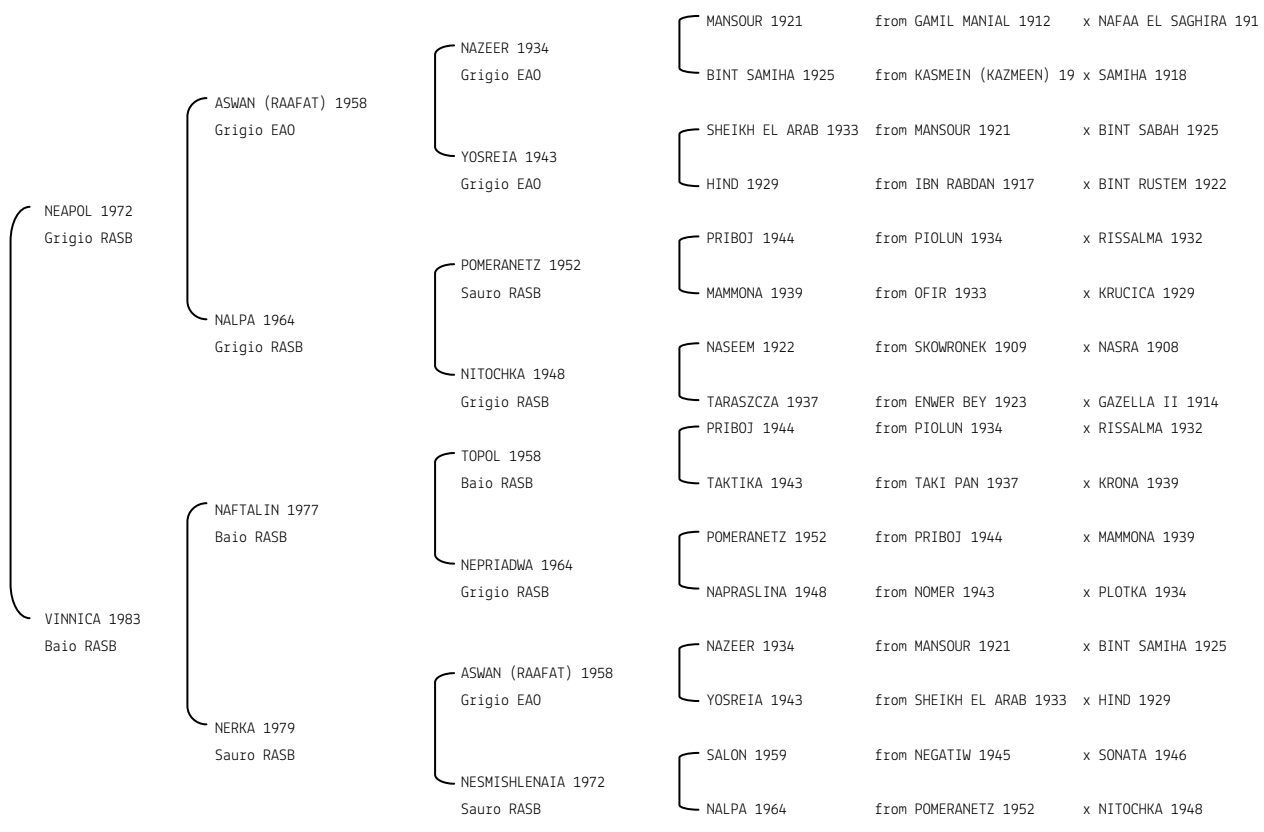 MANSOUR 1921 from GAMIL MANIAL 1912 x NAFAA EL SAGHIRA 191
NAZEER 1934
Grigio EAO
BINT SAMIHA 1925 from KASMEIN (KAZMEEN) 19 x SAMIHA 1918
ASWAN (RAAFAT) 1958
Grigio EAO
SHEIKH EL ARAB 1933 from MANSOUR 1921 x BINT SABAH 1925
YOSREIA 1943
Grigio EAO
HIND 1929 from IBN RABDAN 1917 x BINT RUSTEM 1922
NEAPOL 1972
Grigio RASB
PRIBOJ 1944 from PIOLUN 1934 x RISSALMA 1932
POMERANETZ 1952
Sauro RASB
MAMMONA 1939 from OFIR 1933 x KRUCICA 1929
NALPA 1964
Grigio RASB
NASEEM 1922 from SKOWRONEK 1909 x NASRA 1908
NITOCHKA 1948
Grigio RASB
TARASZCZA 1937 from ENWER BEY 1923 x GAZELLA II 1914
PRIBOJ 1944 from PIOLUN 1934 x RISSALMA 1932
TOPOL 1958
Baio RASB
TAKTIKA 1943 from TAKI PAN 1937 x KRONA 1939
NAFTALIN 1977
Baio RASB
POMERANETZ 1952 from PRIBOJ 1944 x MAMMONA 1939
NEPRIADWA 1964
Grigio RASB
NAPRASLINA 1948 from NOMER 1943 x PLOTKA 1934
VINNICA 1983
Baio RASB
NAZEER 1934 from MANSOUR 1921 x BINT SAMIHA 1925
ASWAN (RAAFAT) 1958
Grigio EAO
YOSREIA 1943 from SHEIKH EL ARAB 1933 x HIND 1929
NERKA 1979
Sauro RASB
SALON 1959 from NEGATIW 1945 x SONATA 1946
NESMISHLENAIA 1972
Sauro RASB
NALPA 1964 from POMERANETZ 1952 x NITOCHKA 1948